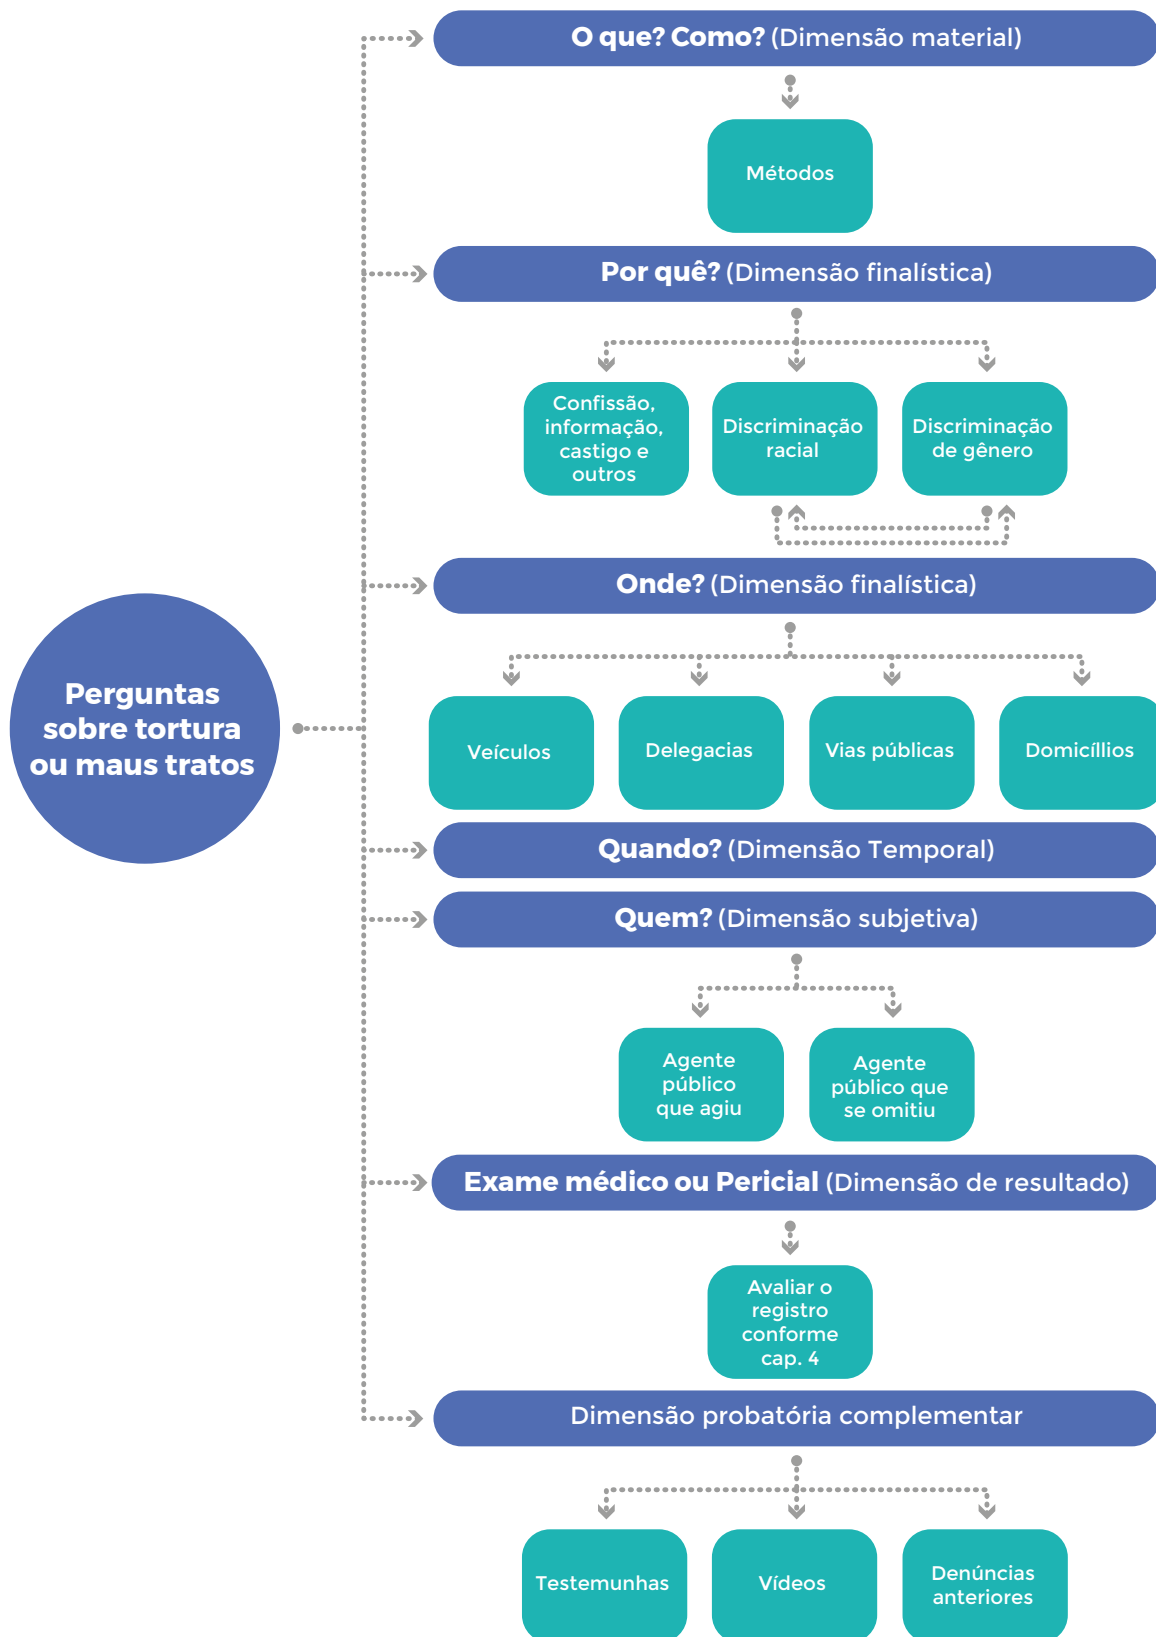 O que? Como? (Dimensão material)
Métodos
Por quê? (Dimensão finalística)
Confissão,
informação,
castigo e
outros
Discriminação
racial
Discriminação
de gênero
Onde? (Dimensão finalística)
Perguntas
sobre tortura
ou maus tratos
Veículos
Delegacias
Vias públicas
Domicíllios
Quando? (Dimensão Temporal)
Quem? (Dimensão subjetiva)
Agente
público
que agiu
Agente
público que
se omitiu
Exame médico ou Pericial (Dimensão de resultado)
Avaliar o
registro
conforme
cap. 4
Dimensão probatória complementar
Testemunhas
Vídeos
Denúncias
anteriores